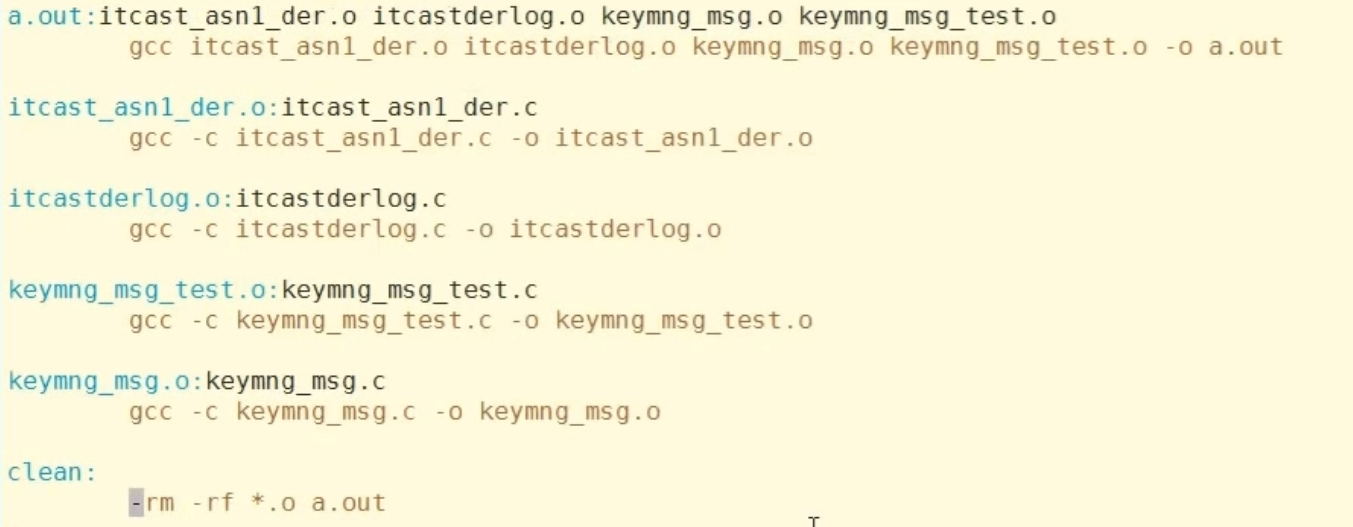 a.out:itcast_asn1_der.o itcastderlog.o keymng_msg.o keymng_msg_test.o
gcc itcast_asn1_der.o itcastderlog.o keymng_msg.o keymng_msg_test.o -o a.out
itcast_asn1_der.o:itcast_asn1_der.c
gcc -c itcast_asn1_der.c -o itcast_asn1_der.o
itcastderlog.o:itcastderlog.c
gcc -c itcastderlog.c -o itcastderlog.o
keymng_msg_test.o:keymng_msg_test.c
gcc -c keymng_msg_test.c -o keymng_msg_test.o
keymng_msg.o:keymng_msg.c
gcc -c keymng_msg.c -o keymng_msg.o
clean:
-rm -rf *.o a.out